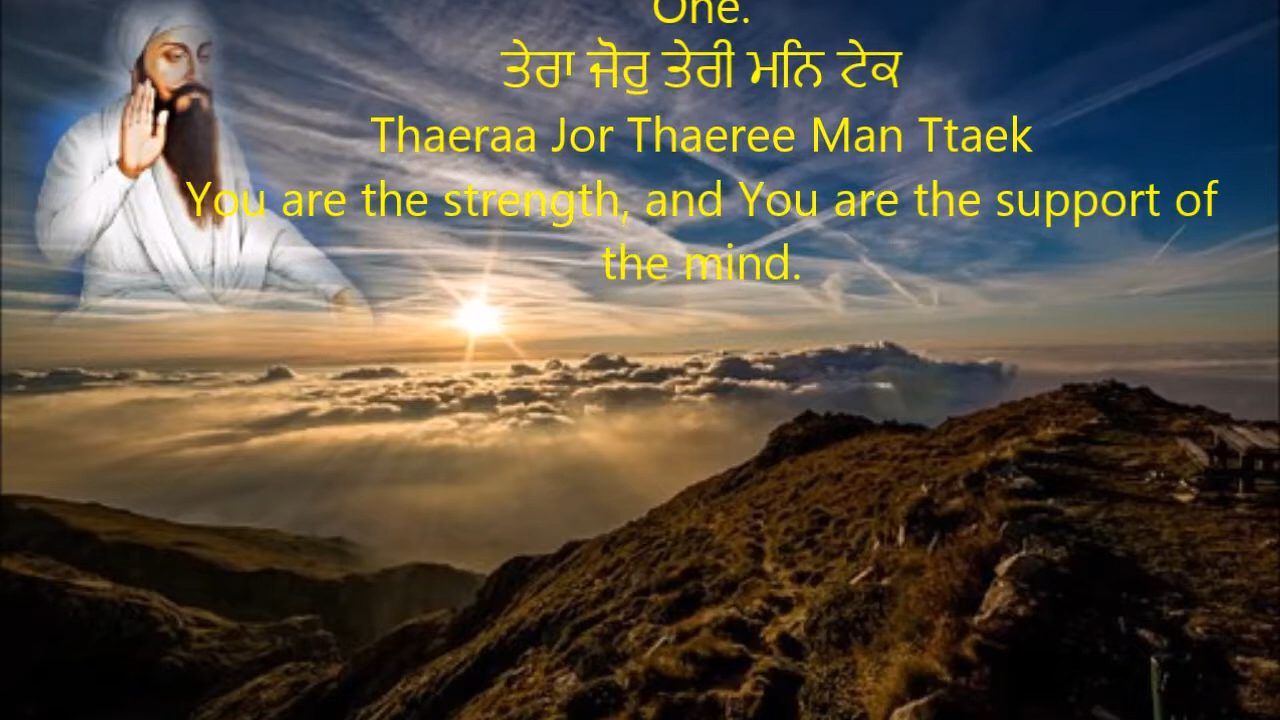 One.
ਤੇਰਾ ਜੋਰੁ ਤੇਰੀ ਮਨਿ ਟੇਕ
Thaeraa Jor Thaeree Man Ttaek
You are the strength, and You are the support of
the mind.